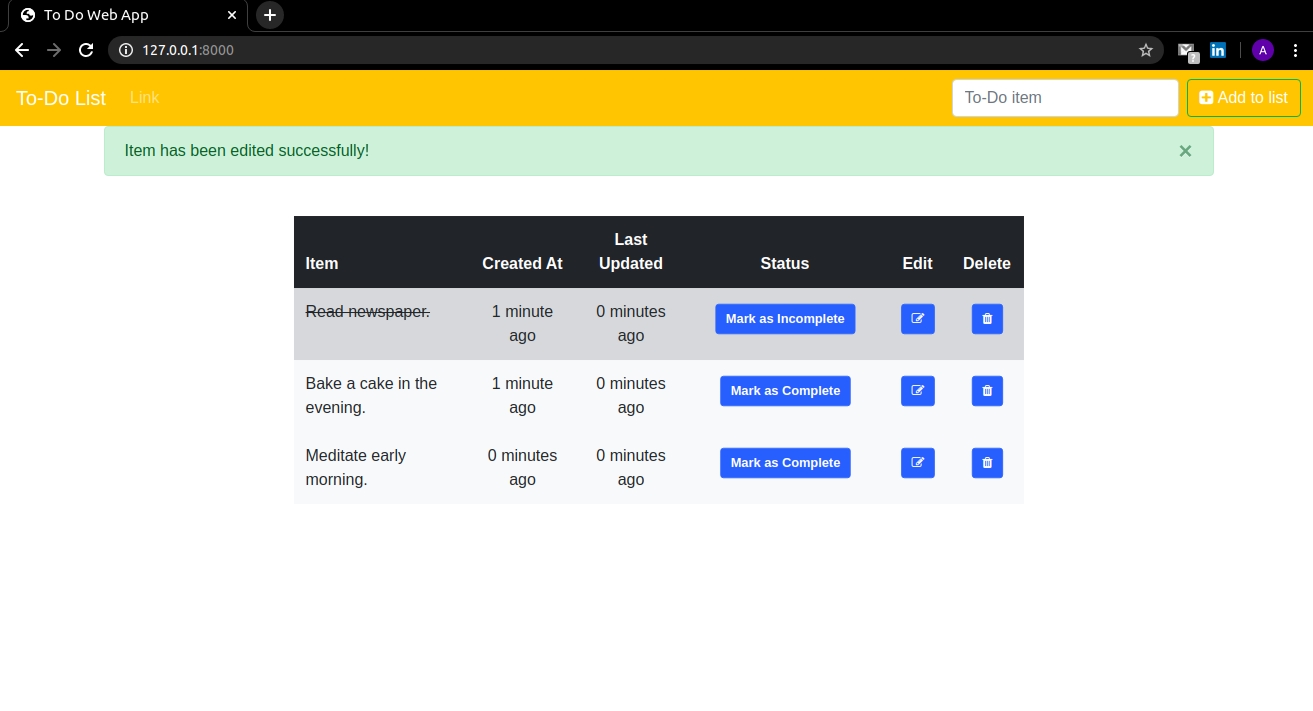 To Do Web App
127.0.0.1:8000
A
?
To-Do List Link To-Do item Add to list
Item has been edited successfully! ×
Last
Item Created At Updated Status Edit Delete
Read newspaper. 1 minute 0 minutes Mark as Incomplete
ago ago
Bake a cake in the 1 minute 0 minutes Mark as Complete
evening. ago ago
Meditate early 0 minutes 0 minutes Mark as Complete
morning. ago ago